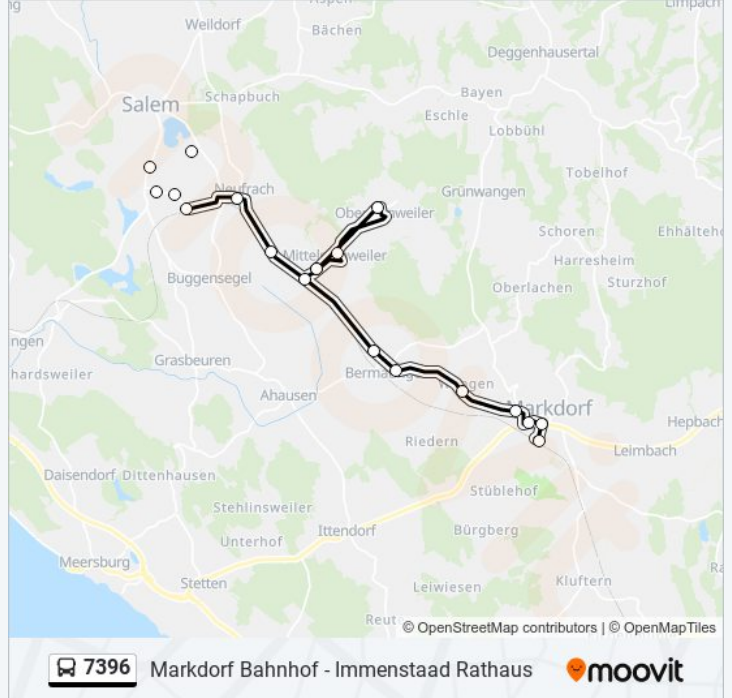 Aspen
Limpach
Weildorf
Bächen
Deggenhausertal
Salem
Schapbuch
Bayen
Eschle
Lobbühl
Tobelhof
Neufrach
Grünwangen
Schoren
Harresheim
Buggensegel
Oberlachen
Sturzhof
Grasbeuren
Ahausen
Markdorf
Riedern
Leimbach
Daisendorf
Dittenhausen
Stüblehof
Stehlinsweiler
Ittendorf
Unterhof
Bürgberg
Meersburg
Stetten
Leiwiesen
Kluftern
Reut
© OpenStreetMap contributors | © OpenMapTiles
7396 Markdorf Bahnhof - Immenstaad Rathaus
moovit